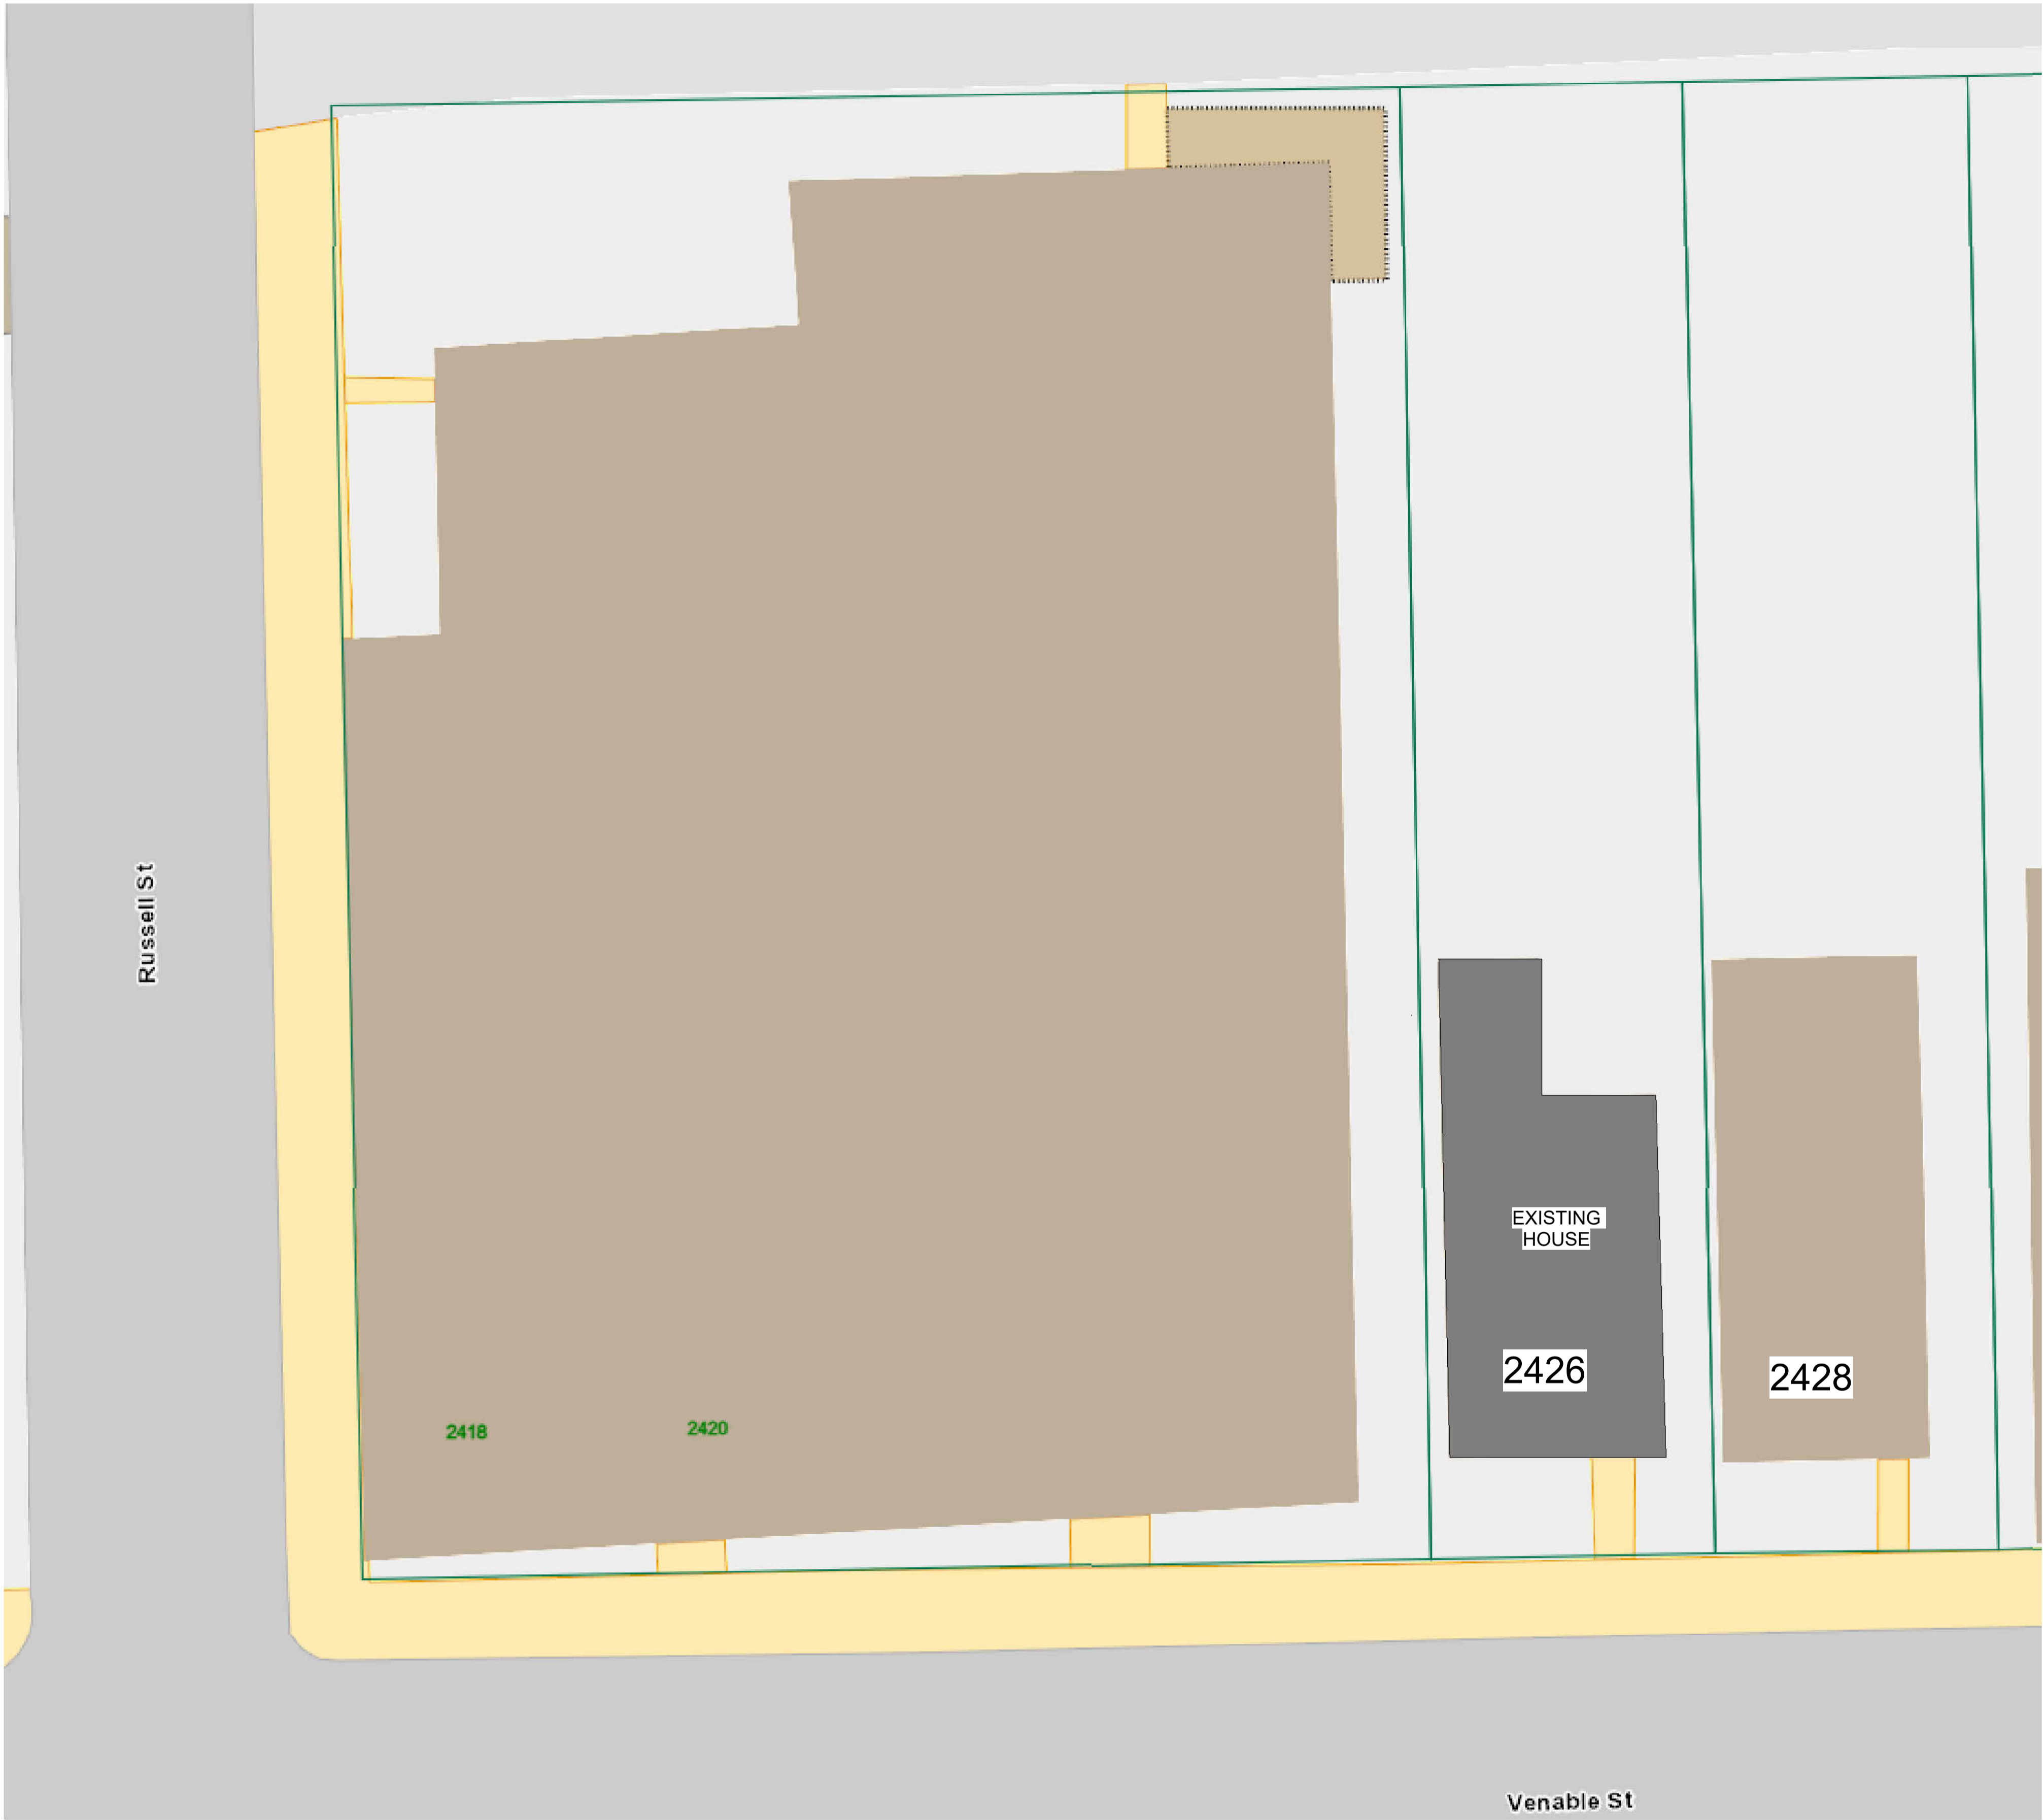 Russell St
EXISTING
HOUSE
2426
2428
2418
2420
Venable St